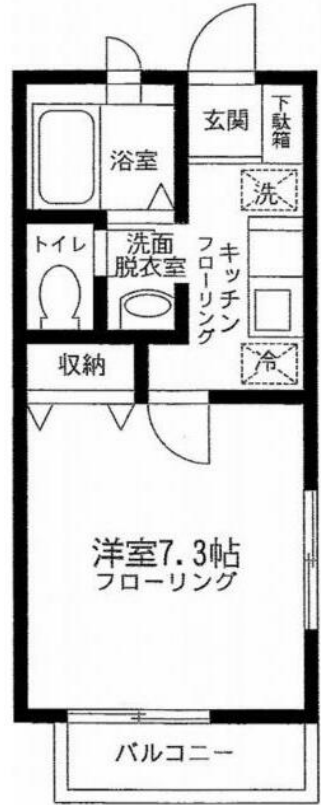 玄関
下駄箱
浴室
洗
トイレ
洗面
脱衣室
キッチン
フローリング
収納
冷
洋室7.3帖
フローリング
バルコニー